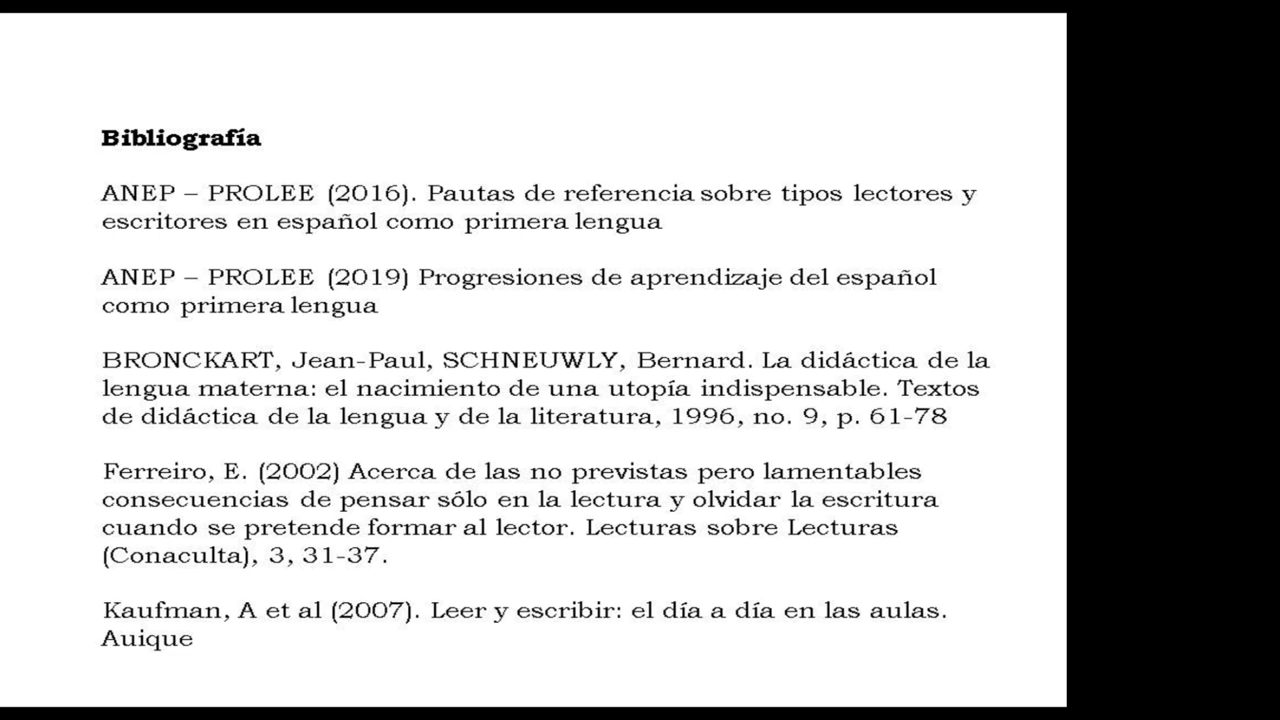 Bibliografía
ANEP – PROLEE (2016). Pautas de referencia sobre tipos lectores y
escritores en español como primera lengua
ANEP – PROLEE (2019) Progresiones de aprendizaje del español
como primera lengua
BRONCKART, Jean-Paul, SCHNEUWLY, Bernard. La didáctica de la
lengua materna: el nacimiento de una utopía indispensable. Textos
de didáctica de la lengua y de la literatura, 1996, no. 9, p. 61-78
Ferreiro, E. (2002) Acerca de las no previstas pero lamentables
consecuencias de pensar sólo en la lectura y olvidar la escritura
cuando se pretende formar al lector. Lecturas sobre Lecturas
(Conaculta), 3, 31-37.
Kaufman, A et al (2007). Leer y escribir: el día a día en las aulas.
Auique